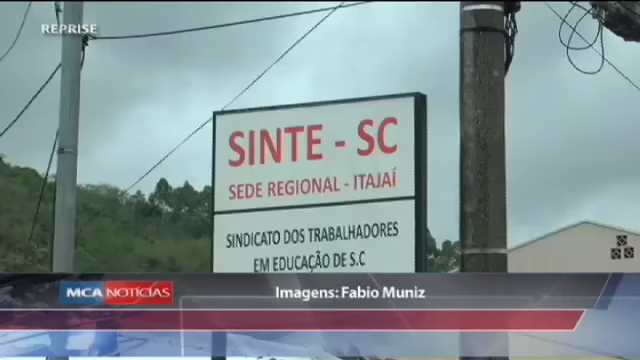 REPRISE
SINTE - SC
SEDE REGIONAL - ITAJAÍ
SINDICATO DOS TRABALHADORES
EM EDUCAÇÃO DE S.C
MCA NOTÍCIAS
Imagens: Fabio Muniz